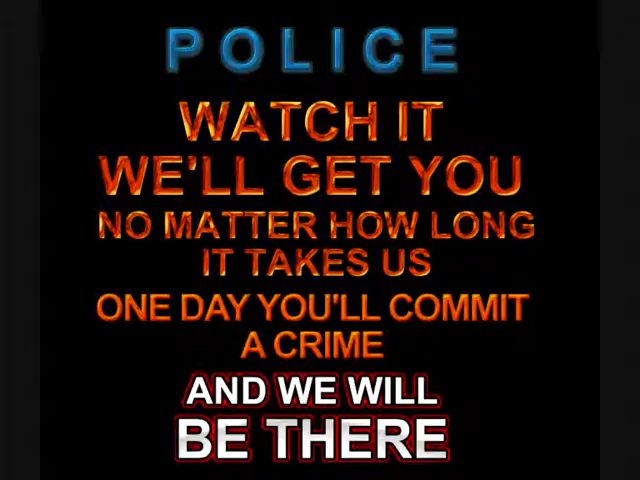 POLICE
WATCH IT
WE'LL GET YOU
NO MATTER HOW LONG
IT TAKES US
ONE DAY YOU'LL COMMIT
A CRIME
AND WE WILL
BE THERE